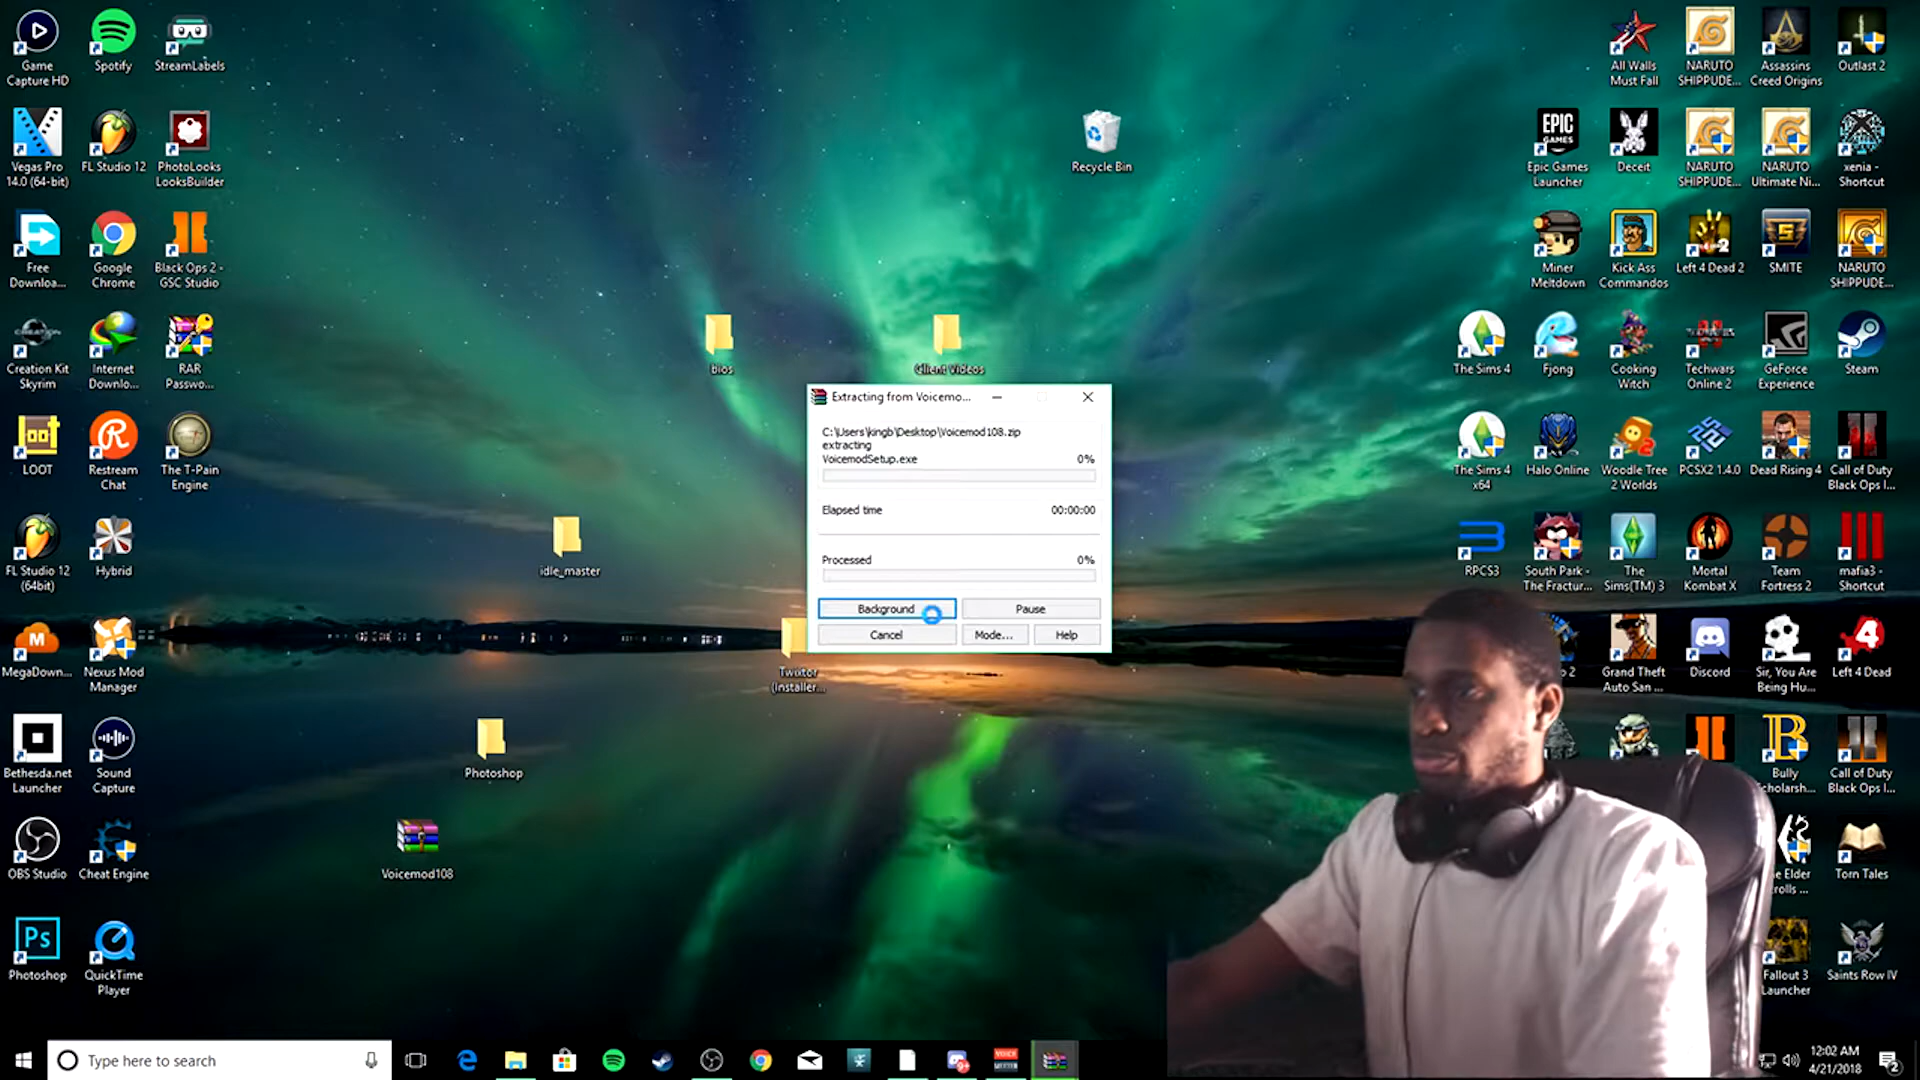 Game
Capture HD
Spotify
StreamLabels
All Walls
Must Fall
NARUTO
SHIPPUDE...
Assassins
Creed Origins
Outlast 2
Recycle Bin
Vegas Pro
14.0 (64-bit)
FL Studio 12
PhotoLooks
LooksBuilder
EPIC
GAMES
Epic Games
Launcher
Deceit
NARUTO
SHIPPUDE...
NARUTO
Ultimate Ni...
xenia -
Shortcut
Free
Downloa...
Google
Chrome
Black Ops 2 -
GSC Studio
Miner
Meltdown
Kick Ass
Commandos
Left 4 Dead 2
SMITE
NARUTO
SHIPPUDE...
Creation Kit
Skyrim
Internet
Downlo...
RAR
Passwo...
Bios
Client Videos
The Sims 4
Fjong
Cooking
Witch
Techwars
Online 2
GeForce
Experience
Steam
Extracting from Voicemo...
C:\Users\kingb\Desktop\Voicemod108.zip
extracting
VoicemodSetup.exe 0%
Elapsed time 00:00:00
Processed 0%
Background Pause
Cancel Mode... Help
LOOT
Restream
Chat
The T-Pain
Engine
The Sims 4
x64
Halo Online
Woodle Tree
2 Worlds
PCSX2 1.4.0
Dead Rising 4
Call of Duty
Black Ops I...
FL Studio 12
(64bit)
Hybrid
idle_master
RPCS3
South Park -
The Fractur...
The
Sims(TM) 3
Mortal
Kombat X
Team
Fortress 2
mafia3 -
Shortcut
MegaDown...
Nexus Mod
Manager
Twixtor
(Installer...
2
Grand Theft
Auto San ...
Discord
Sir, You Are
Being Hu...
Left 4 Dead
Bethesda.net
Launcher
Sound
Capture
Photoshop
Bully
Scholarsh...
Call of Duty
Black Ops I...
OBS Studio
Cheat Engine
Voicemod108
Elder
Torn Tales
Ps
Photoshop
QuickTime
Player
Fallout 3
Launcher
Saints Row IV
Type here to search
12:02 AM
4/21/2018